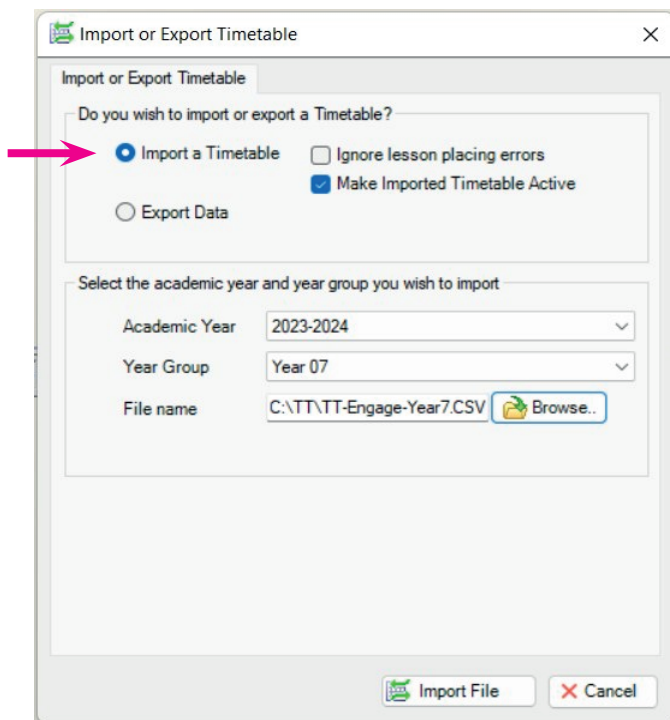 Import or Export Timetable
Import or Export Timetable
Do you wish to import or export a Timetable?
Import a Timetable
Ignore lesson placing errors
Make Imported Timetable Active
Export Data
Select the academic year and year group you wish to import
Academic Year 2023-2024
Year Group Year 07
File name C:\TT\TT-Engage-Year7.CSV Browse..
Import File Cancel